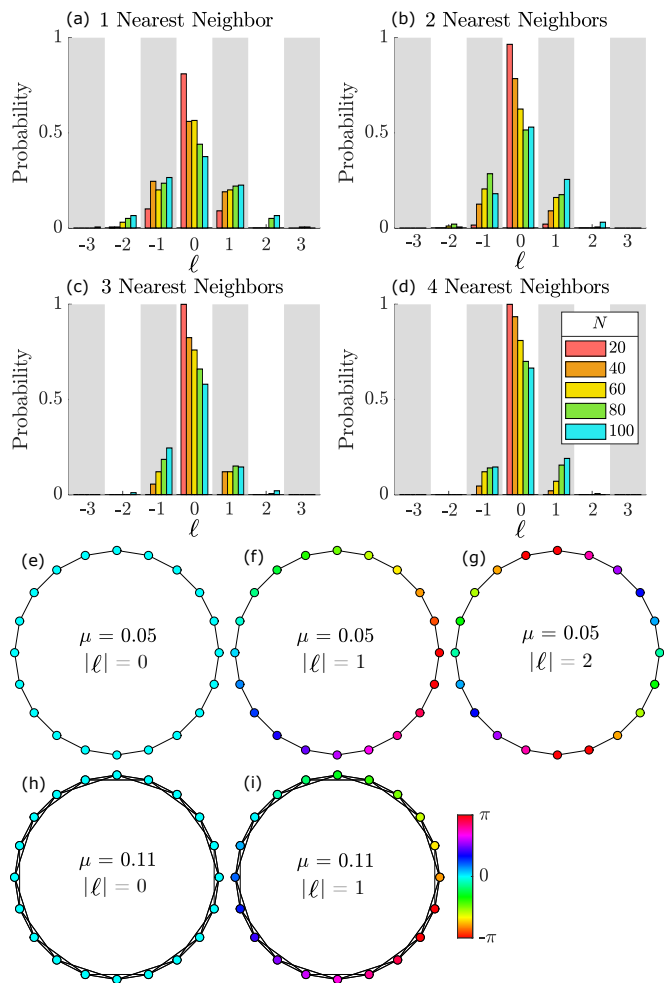 (a) 1 Nearest Neighbor
(b) 2 Nearest Neighbors
Probability
1
0.5
0
-3 -2 -1 0 1 2 3
ℓ
Probability
1
0.5
0
-3 -2 -1 0 1 2 3
ℓ
(c) 3 Nearest Neighbors
(d) 4 Nearest Neighbors
Probability
1
0.5
0
-3 -2 -1 0 1 2 3
ℓ
Probability
1
0.5
0
-3 -2 -1 0 1 2 3
ℓ
N
20
40
60
80
100
(e)
μ = 0.05
|ℓ| = 0
(f)
μ = 0.05
|ℓ| = 1
(g)
μ = 0.05
|ℓ| = 2
(h)
μ = 0.11
|ℓ| = 0
(i)
μ = 0.11
|ℓ| = 1
π
0
-π